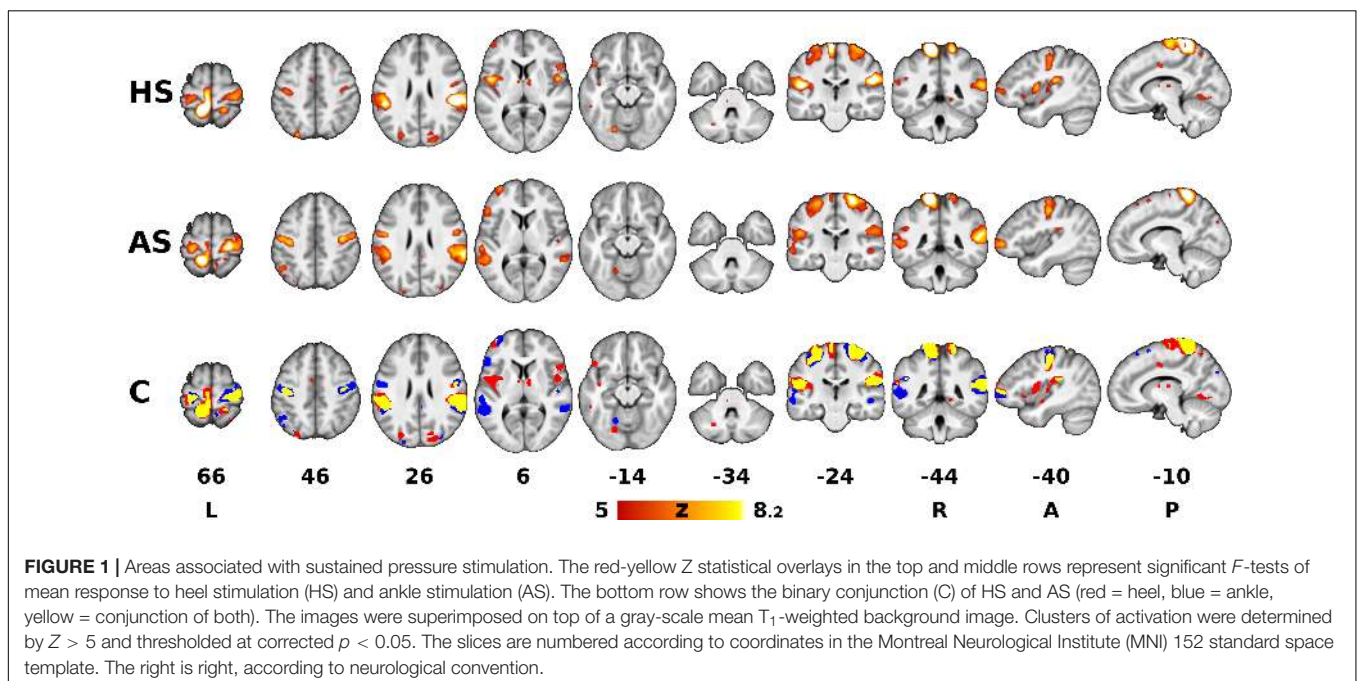 HS
AS
C
66 46 26 6 -14 -34 -24 -44 -40 -10
L 5 Z 8.2 R A P
FIGURE 1 | Areas associated with sustained pressure stimulation. The red-yellow Z statistical overlays in the top and middle rows represent significant F-tests of
mean response to heel stimulation (HS) and ankle stimulation (AS). The bottom row shows the binary conjunction (C) of HS and AS (red = heel, blue = ankle,
yellow = conjunction of both). The images were superimposed on top of a gray-scale mean T1-weighted background image. Clusters of activation were determined
by Z > 5 and thresholded at corrected p < 0.05. The slices are numbered according to coordinates in the Montreal Neurological Institute (MNI) 152 standard space
template. The right is right, according to neurological convention.